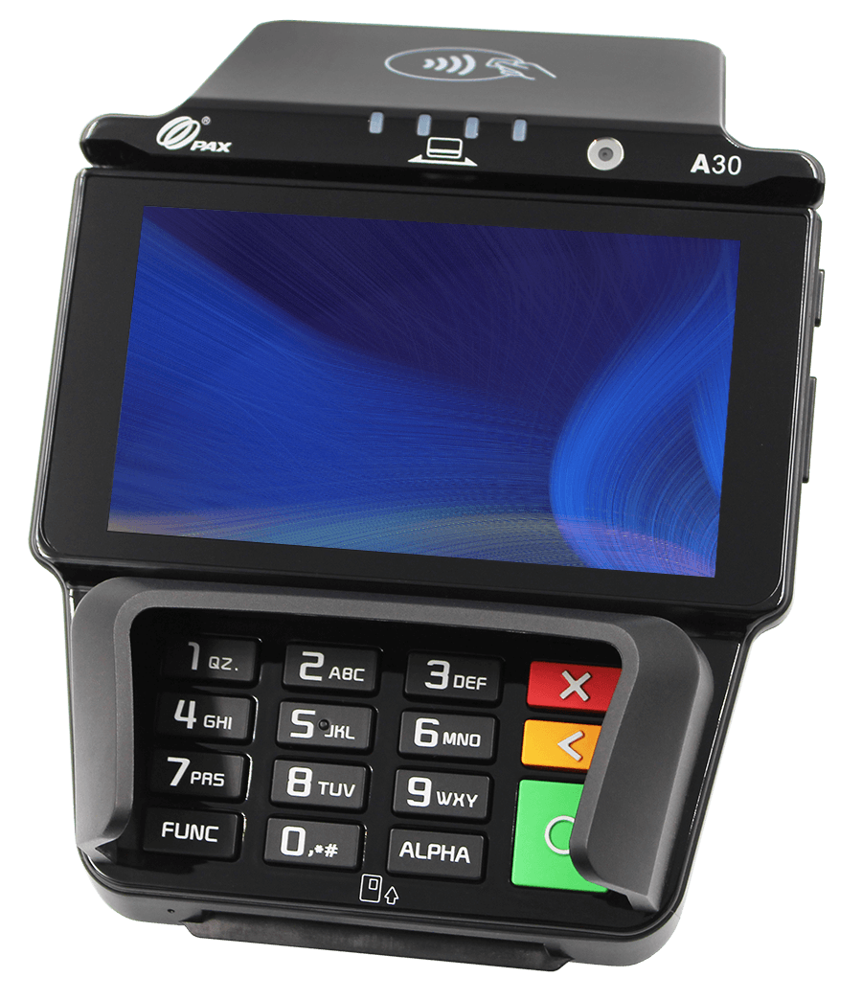 PAX®
A30
1 QZ.
2 ABC
3 DEF
4 GHI
5 JKL
6 MNO
7 PRS
8 TUV
9 WXY
FUNC
0,*#
ALPHA